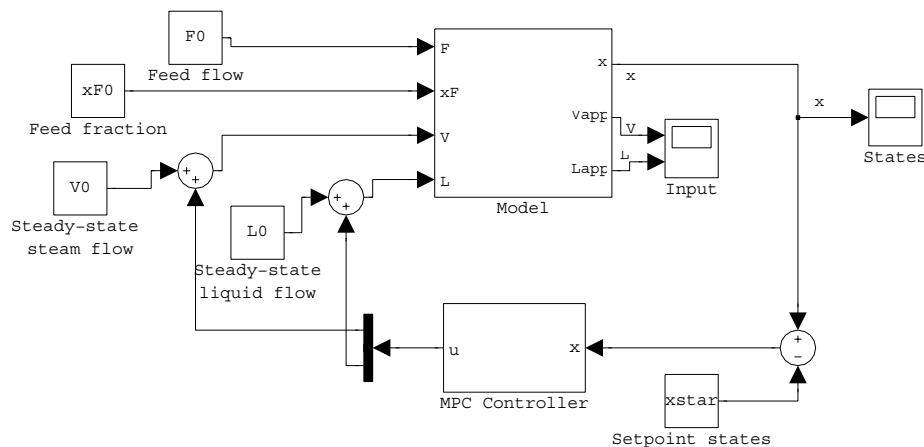 F0
Feed flow
xF0
Feed fraction
V0
Steady-state
steam flow
L0
Steady-state
liquid flow
+
+
+
+
F
xF
V
L
x
Vapp
Lapp
Model
x
V
L
Input
x
States
u
x
MPC Controller
+
−
xstar
Setpoint states